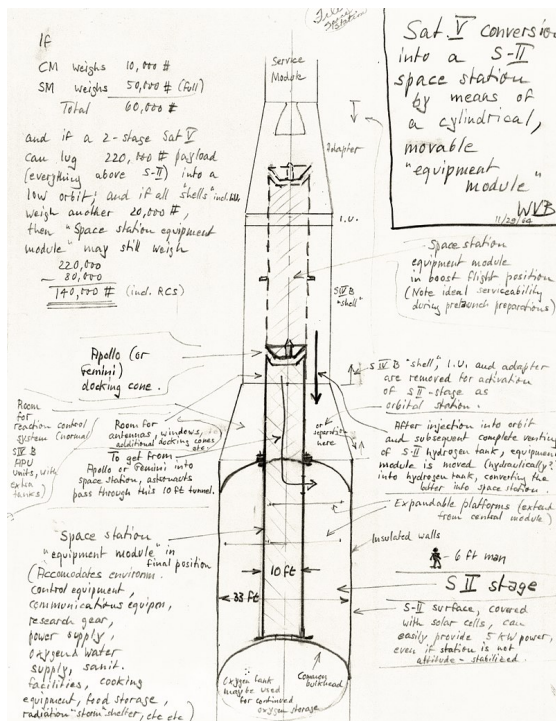 File
Space
Station
Sat. V conversion
into a S-II
space station
by means of
a cylindrical,
movable
"equipment
module"
WVB
11/29/64
If
CM weighs 10,000 #
SM weighs 50,000 # (full)
Total 60,000 #
and if a 2-stage Sat V
can lug 220,000 # payload
(everything above S-II) into a
low orbit; and if all "shells"
weigh another 20,000 #,
then "Space station equipment
module" may still weigh
220,000
- 80,000
140,000 # (incl. RCS)
Service
Module
Adapter
I.U.
SIVB
"shell"
Space station
equipment module
in boost flight position
(Note ideal serviceability
during prelaunch preparations)
Apollo (or
Gemini)
docking cone.
SIVB "shell", I.U. and adapter
are removed for activation
of SII-stage as
orbital station.
Room
for
reaction control
system (normal
SIVB
APU
units, with
extra
tanks)
Room for
antennas, windows,
additional docking cones
etc.
To get from
Apollo or Gemini into
space station, astronauts
pass through this 10 ft tunnel.
or
here
After injection into orbit
and subsequent complete venting
of S-II hydrogen tank, equipment
module is moved (hydraulically?)
into hydrogen tank, converting the
latter into space station.
Expandable platforms (extend
from central module)
Insulated walls
6 ft man
SII stage
S-II surface, covered
with solar cells, can
easily provide 5 kW power,
even if station is not
attitude-stabilized.
Space station
"equipment module" in
final position
(Accomodates environm.
control equipment,
communications equipm,
research gear,
power supply,
oxygen and water
supply, sanit.
facilities, cooking
equipment, food storage,
radiation "storm" shelter, etc etc)
10 ft
33 ft
Oxygen tank
may be used
for continued
oxygen storage
Common
bulkhead